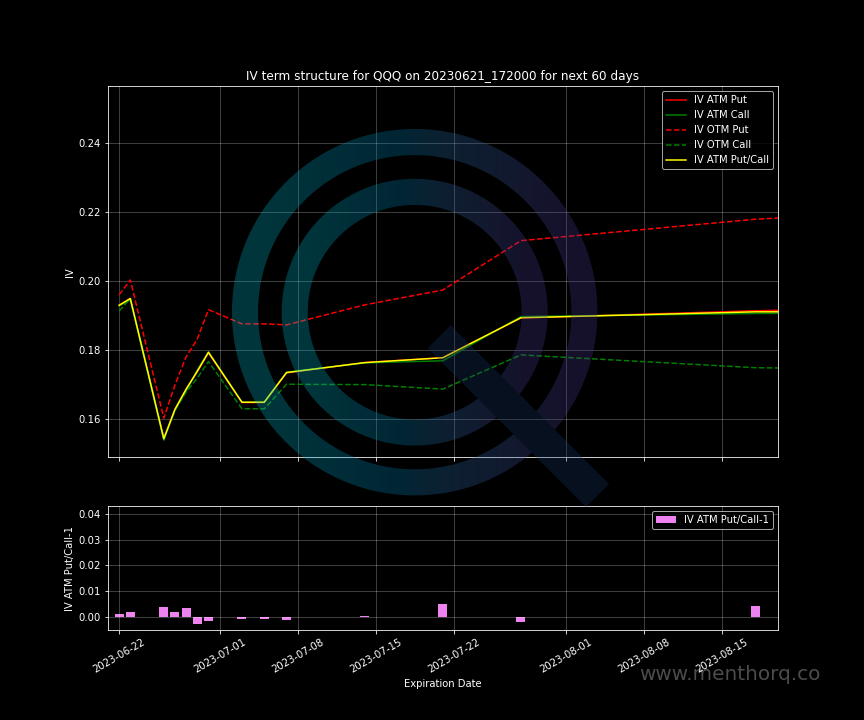 IV term structure for QQQ on 20230621_172000 for next 60 days
IV ATM Put
IV ATM Call
IV OTM Put
IV OTM Call
IV ATM Put/Call
0.24
0.22
0.20
0.18
0.16
IV
IV ATM Put/Call-1
0.04
0.03
0.02
0.01
0.00
IV ATM Put/Call-1
2023-06-22
2023-07-01
2023-07-08
2023-07-15
2023-07-22
2023-08-01
2023-08-08
2023-08-15
Expiration Date
www.menthorq.co